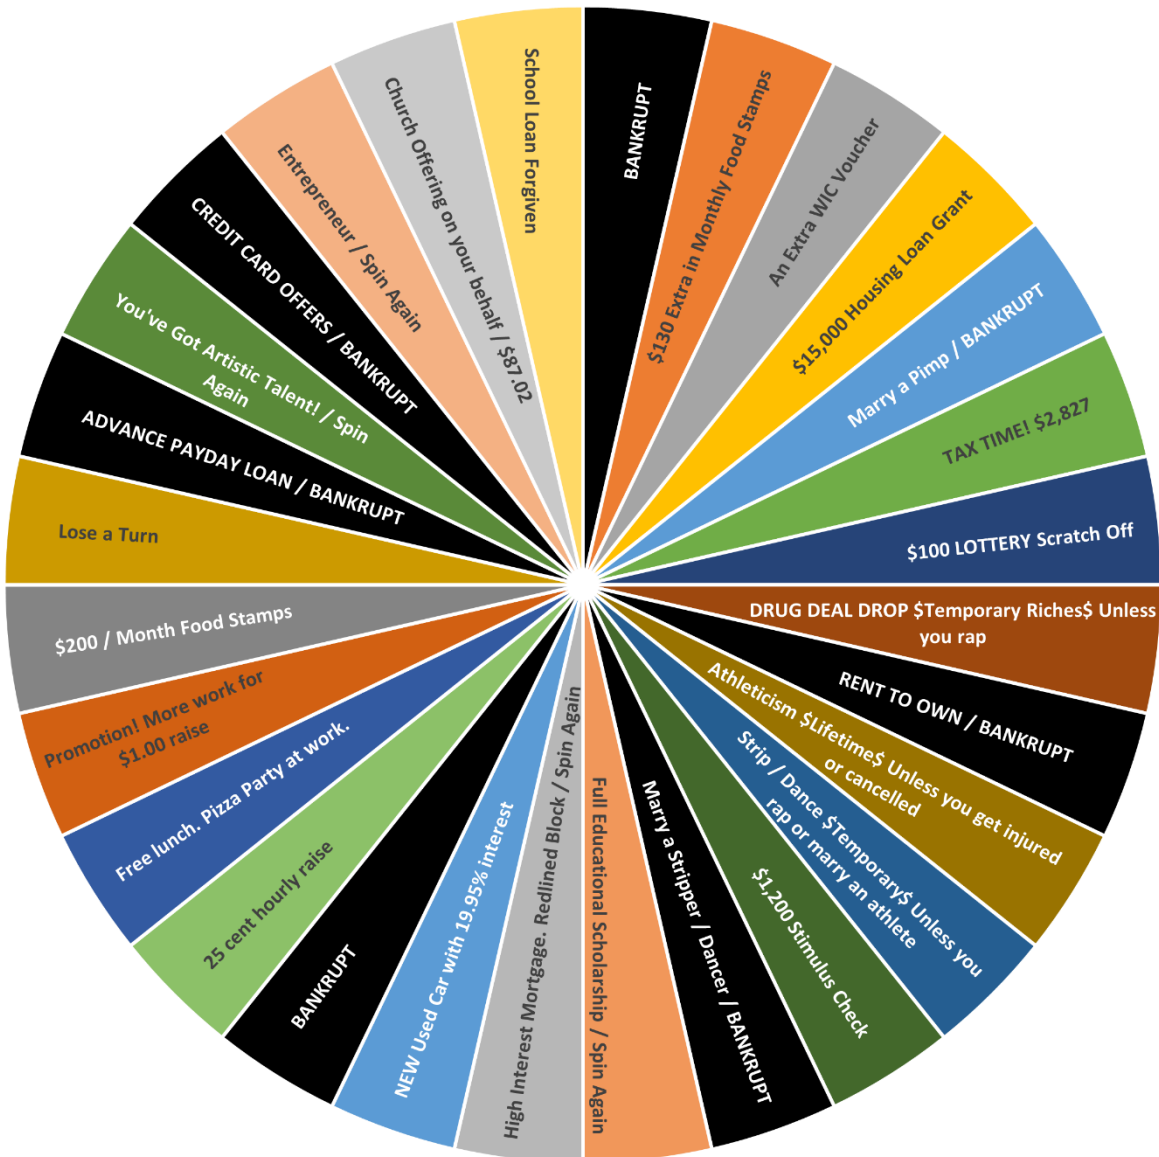 BANKRUPT
$130 Extra in Monthly Food Stamps
An Extra WIC Voucher
$15,000 Housing Loan Grant
Marry a Pimp / BANKRUPT
TAX TIME! $2,827
$100 LOTTERY Scratch Off
DRUG DEAL DROP $Temporary Riches$ Unless
you rap
RENT TO OWN / BANKRUPT
Athleticism $Lifetime$ Unless you get injured
or cancelled
Strip / Dance $Temporary$ Unless you
rap or marry an athlete
$1,200 Stimulus Check
Marry a Stripper / Dancer / BANKRUPT
Full Educational Scholarship / Spin Again
High Interest Mortgage. Redlined Block / Spin Again
NEW Used Car with 19.95% interest
BANKRUPT
25 cent hourly raise
Free lunch. Pizza Party at work.
Promotion! More work for
$1.00 raise
$200 / Month Food Stamps
Lose a Turn
ADVANCE PAYDAY LOAN / BANKRUPT
You've Got Artistic Talent! / Spin
Again
CREDIT CARD OFFERS / BANKRUPT
Entrepreneur / Spin Again
Church Offering on your behalf / $87.02
School Loan Forgiven